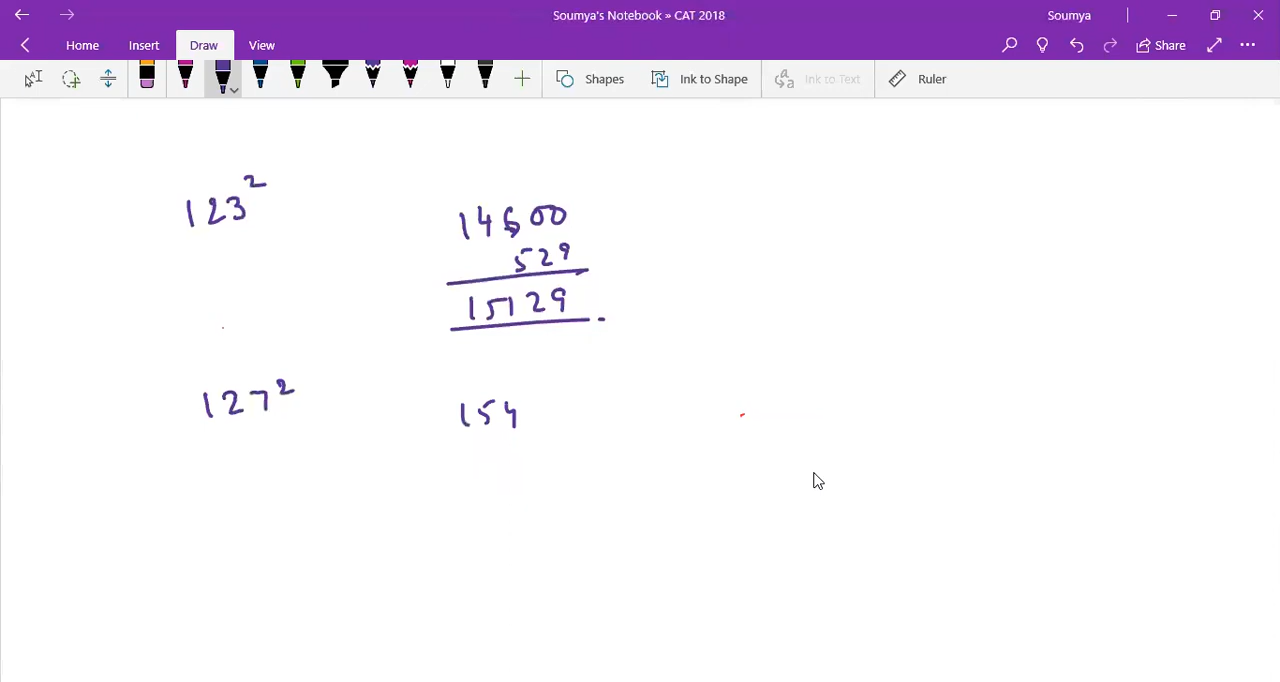 Soumya's Notebook » CAT 2018
Soumya
Home Insert Draw View
Share
Shapes Ink to Shape Ink to Text Ruler
123²
14600
529
15129
127²
154